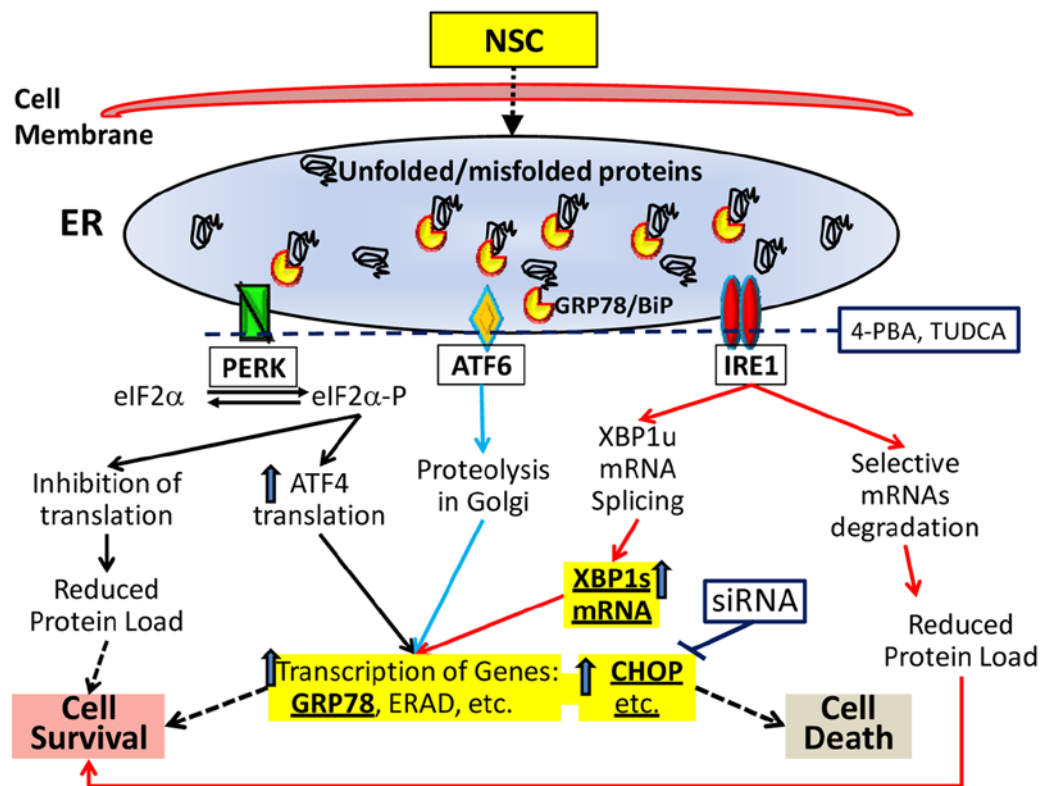 NSC
Cell
Membrane
Unfolded/misfolded proteins
ER
GRP78/BiP
4-PBA, TUDCA
PERK
ATF6
IRE1
eIF2α
eIF2α-P
Inhibition of
translation
ATF4
translation
Proteolysis
in Golgi
XBP1u
mRNA
Splicing
Selective
mRNAs
degradation
Reduced
Protein Load
XBP1s
mRNA
siRNA
Reduced
Protein Load
Transcription of Genes:
GRP78, ERAD, etc.
CHOP
etc.
Cell
Survival
Cell
Death